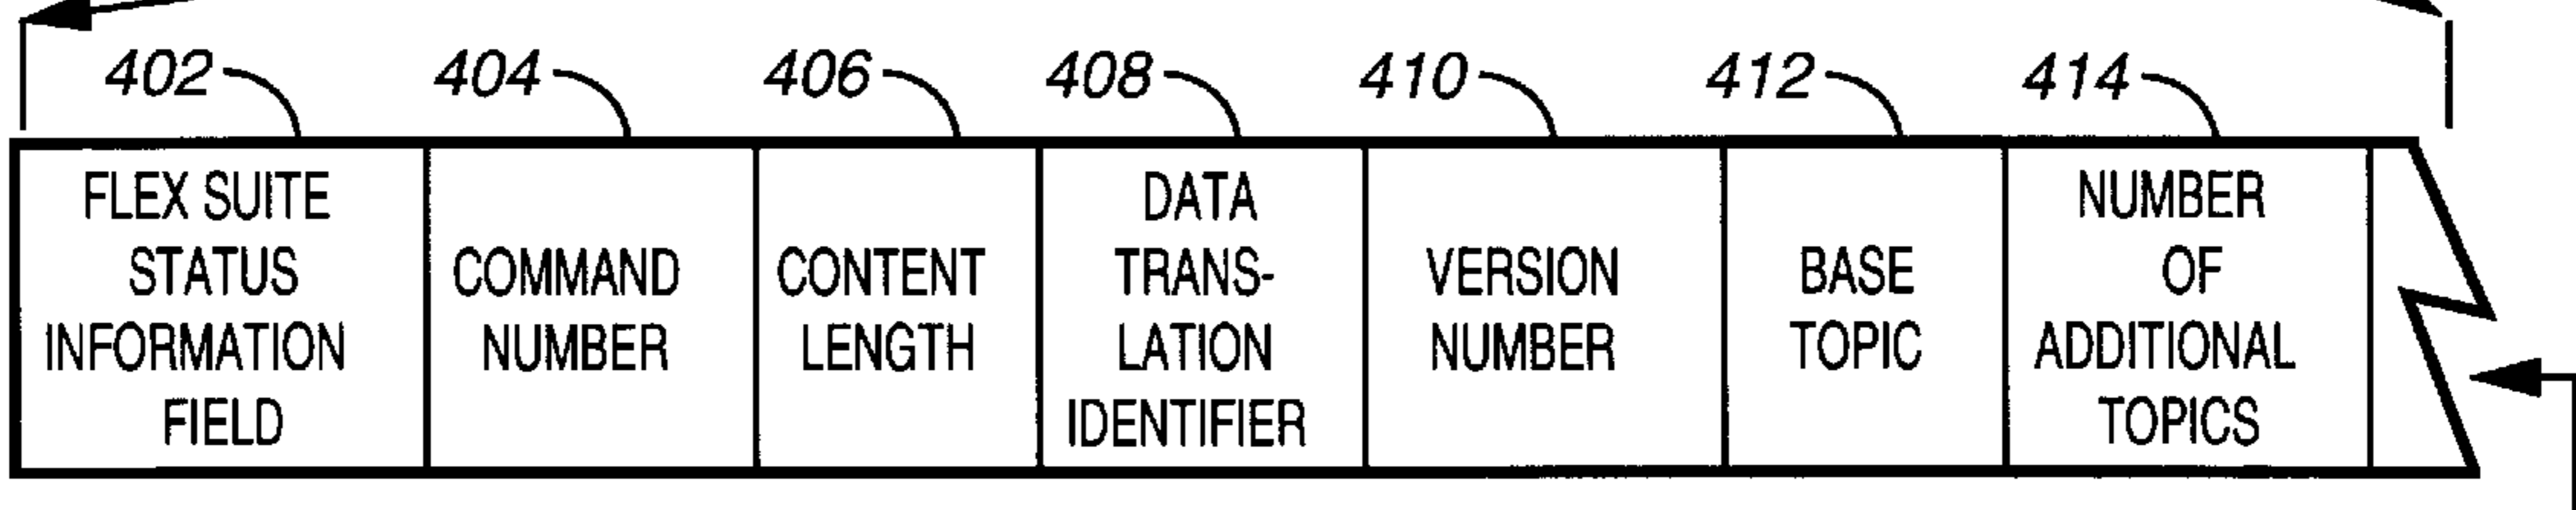 402 404 406 408 410 412 414
FLEX SUITE
STATUS
INFORMATION
FIELD
COMMAND
NUMBER
CONTENT
LENGTH
DATA
TRANS-
LATION
IDENTIFIER
VERSION
NUMBER
BASE
TOPIC
NUMBER
OF
ADDITIONAL
TOPICS